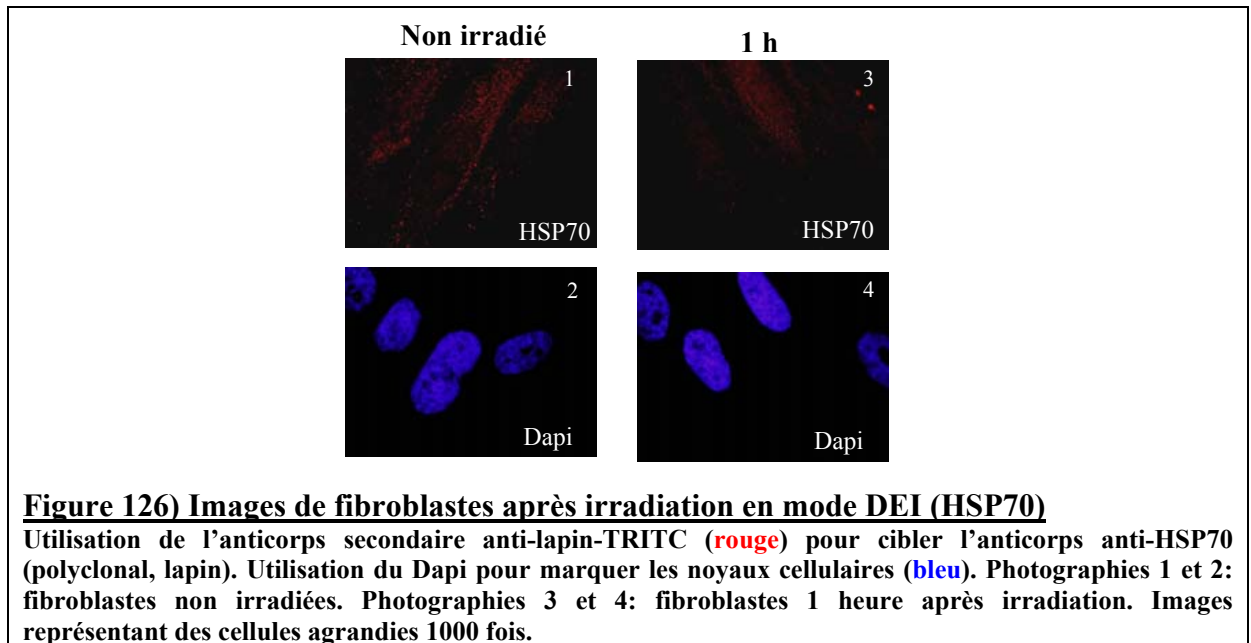 Non irradié
1 h
1
HSP70
3
HSP70
2
Dapi
4
Dapi
Figure 126) Images de fibroblastes après irradiation en mode DEI (HSP70)
Utilisation de l’anticorps secondaire anti-lapin-TRITC (rouge) pour cibler l’anticorps anti-HSP70
(polyclonal, lapin). Utilisation du Dapi pour marquer les noyaux cellulaires (bleu). Photographies 1 et 2:
fibroblastes non irradiées. Photographies 3 et 4: fibroblastes 1 heure après irradiation. Images
représentant des cellules agrandies 1000 fois.